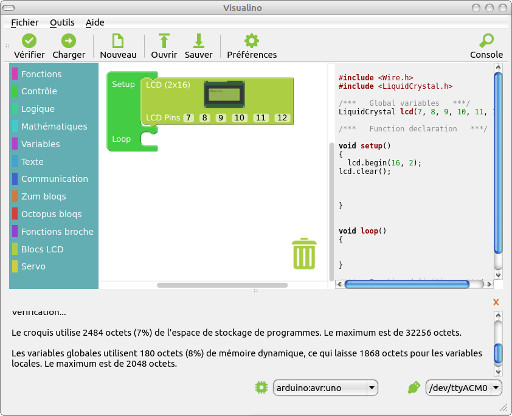 Visualino
Fichier Outils Aide
Vérifier Charger Nouveau Ouvrir Sauver Préférences Console
Fonctions
Contrôle
Logique
Mathématiques
Variables
Texte
Communication
Zum bloqs
Octopus bloqs
Fonctions broche
Blocs LCD
Servo
Setup LCD (2x16)
LCD Pins 7 8 9 10 11 12
Loop
#include <Wire.h>
#include <LiquidCrystal.h>
/*** Global variables ***/
LiquidCrystal lcd(7, 8, 9, 10, 11,
/*** Function declaration ***/
void setup()
{
lcd.begin(16, 2);
lcd.clear();
}
void loop()
{
}
Vérification...
Le croquis utilise 2484 octets (7%) de l'espace de stockage de programmes. Le maximum est de 32256 octets.
Les variables globales utilisent 180 octets (8%) de mémoire dynamique, ce qui laisse 1868 octets pour les variables
locales. Le maximum est de 2048 octets.
arduino:avr:uno /dev/ttyACM0